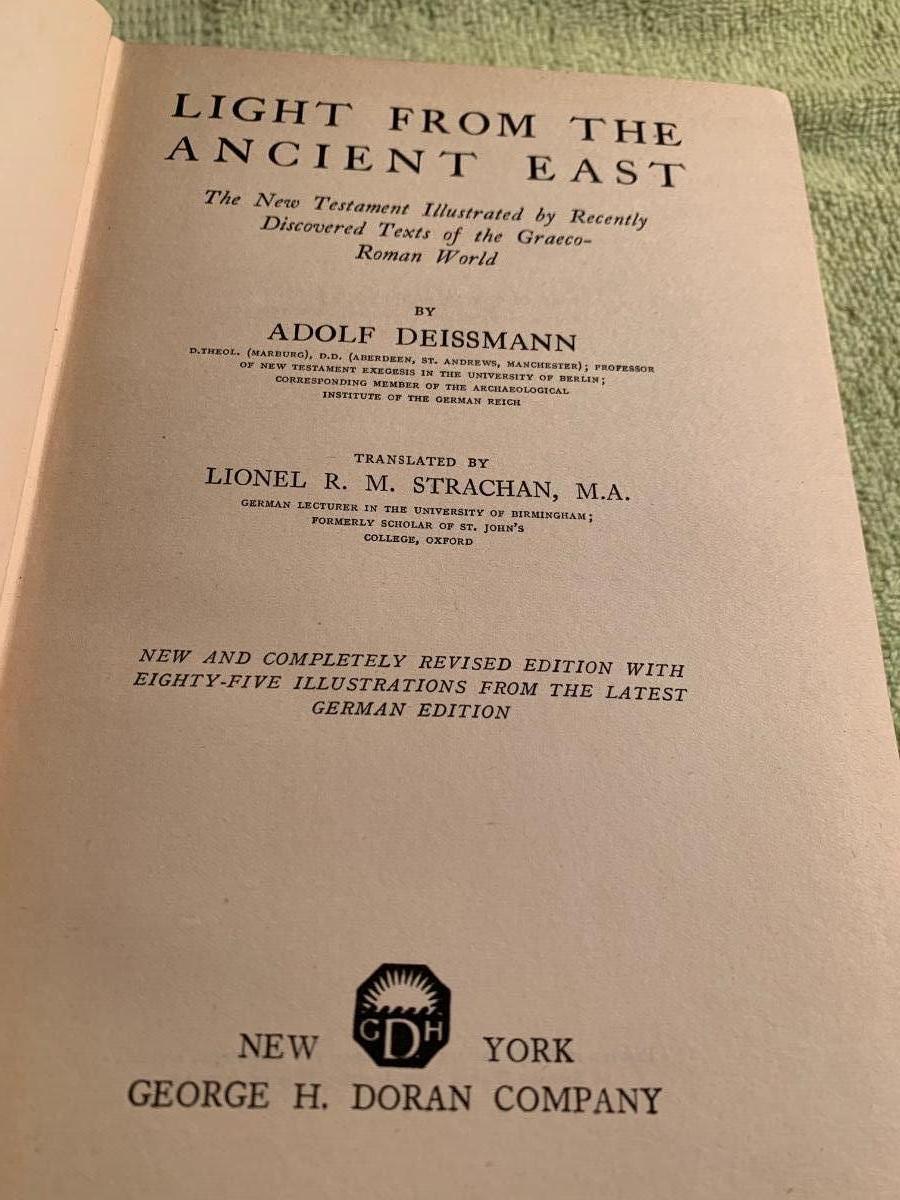 LIGHT FROM THE
ANCIENT EAST
The New Testament Illustrated by Recently
Discovered Texts of the Graeco-
Roman World
BY
ADOLF DEISSMANN
D.THEOL. (MARBURG), D.D. (ABERDEEN, ST. ANDREWS, MANCHESTER); PROFESSOR
OF NEW TESTAMENT EXEGESIS IN THE UNIVERSITY OF BERLIN;
CORRESPONDING MEMBER OF THE ARCHAEOLOGICAL
INSTITUTE OF THE GERMAN REICH
TRANSLATED BY
LIONEL R. M. STRACHAN, M.A.
GERMAN LECTURER IN THE UNIVERSITY OF BIRMINGHAM;
FORMERLY SCHOLAR OF ST. JOHN'S
COLLEGE, OXFORD
NEW AND COMPLETELY REVISED EDITION WITH
EIGHTY-FIVE ILLUSTRATIONS FROM THE LATEST
GERMAN EDITION
GDH
NEW YORK
GEORGE H. DORAN COMPANY